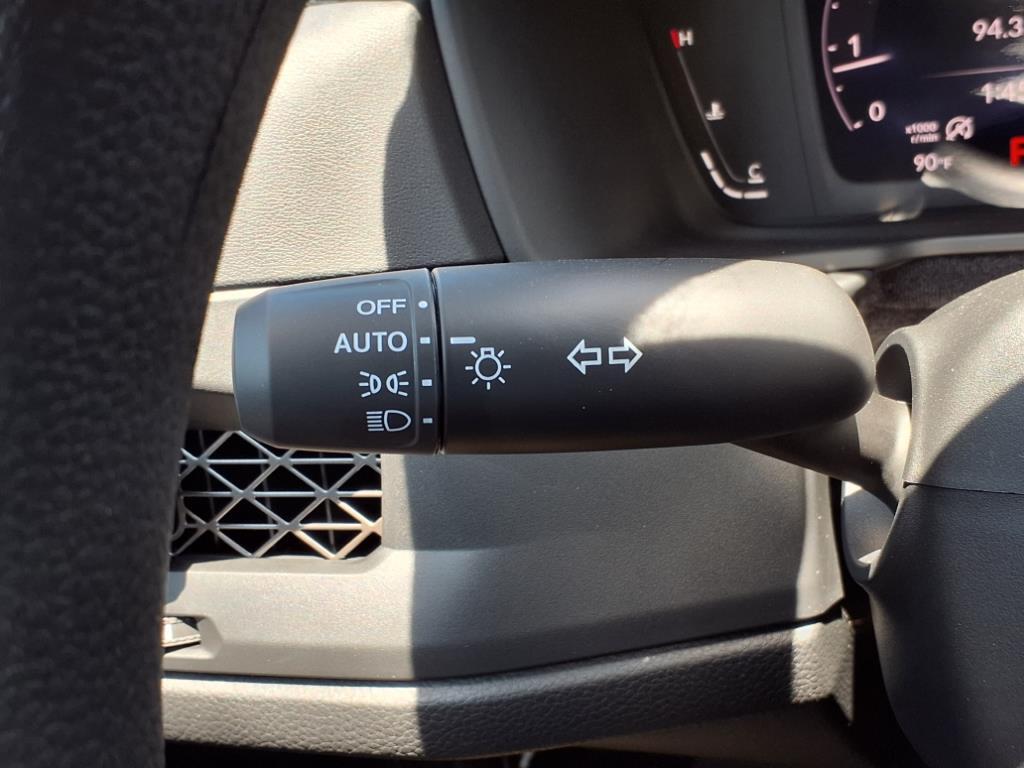 H
C
1
0
x1000
r/min
90°F
OFF
AUTO